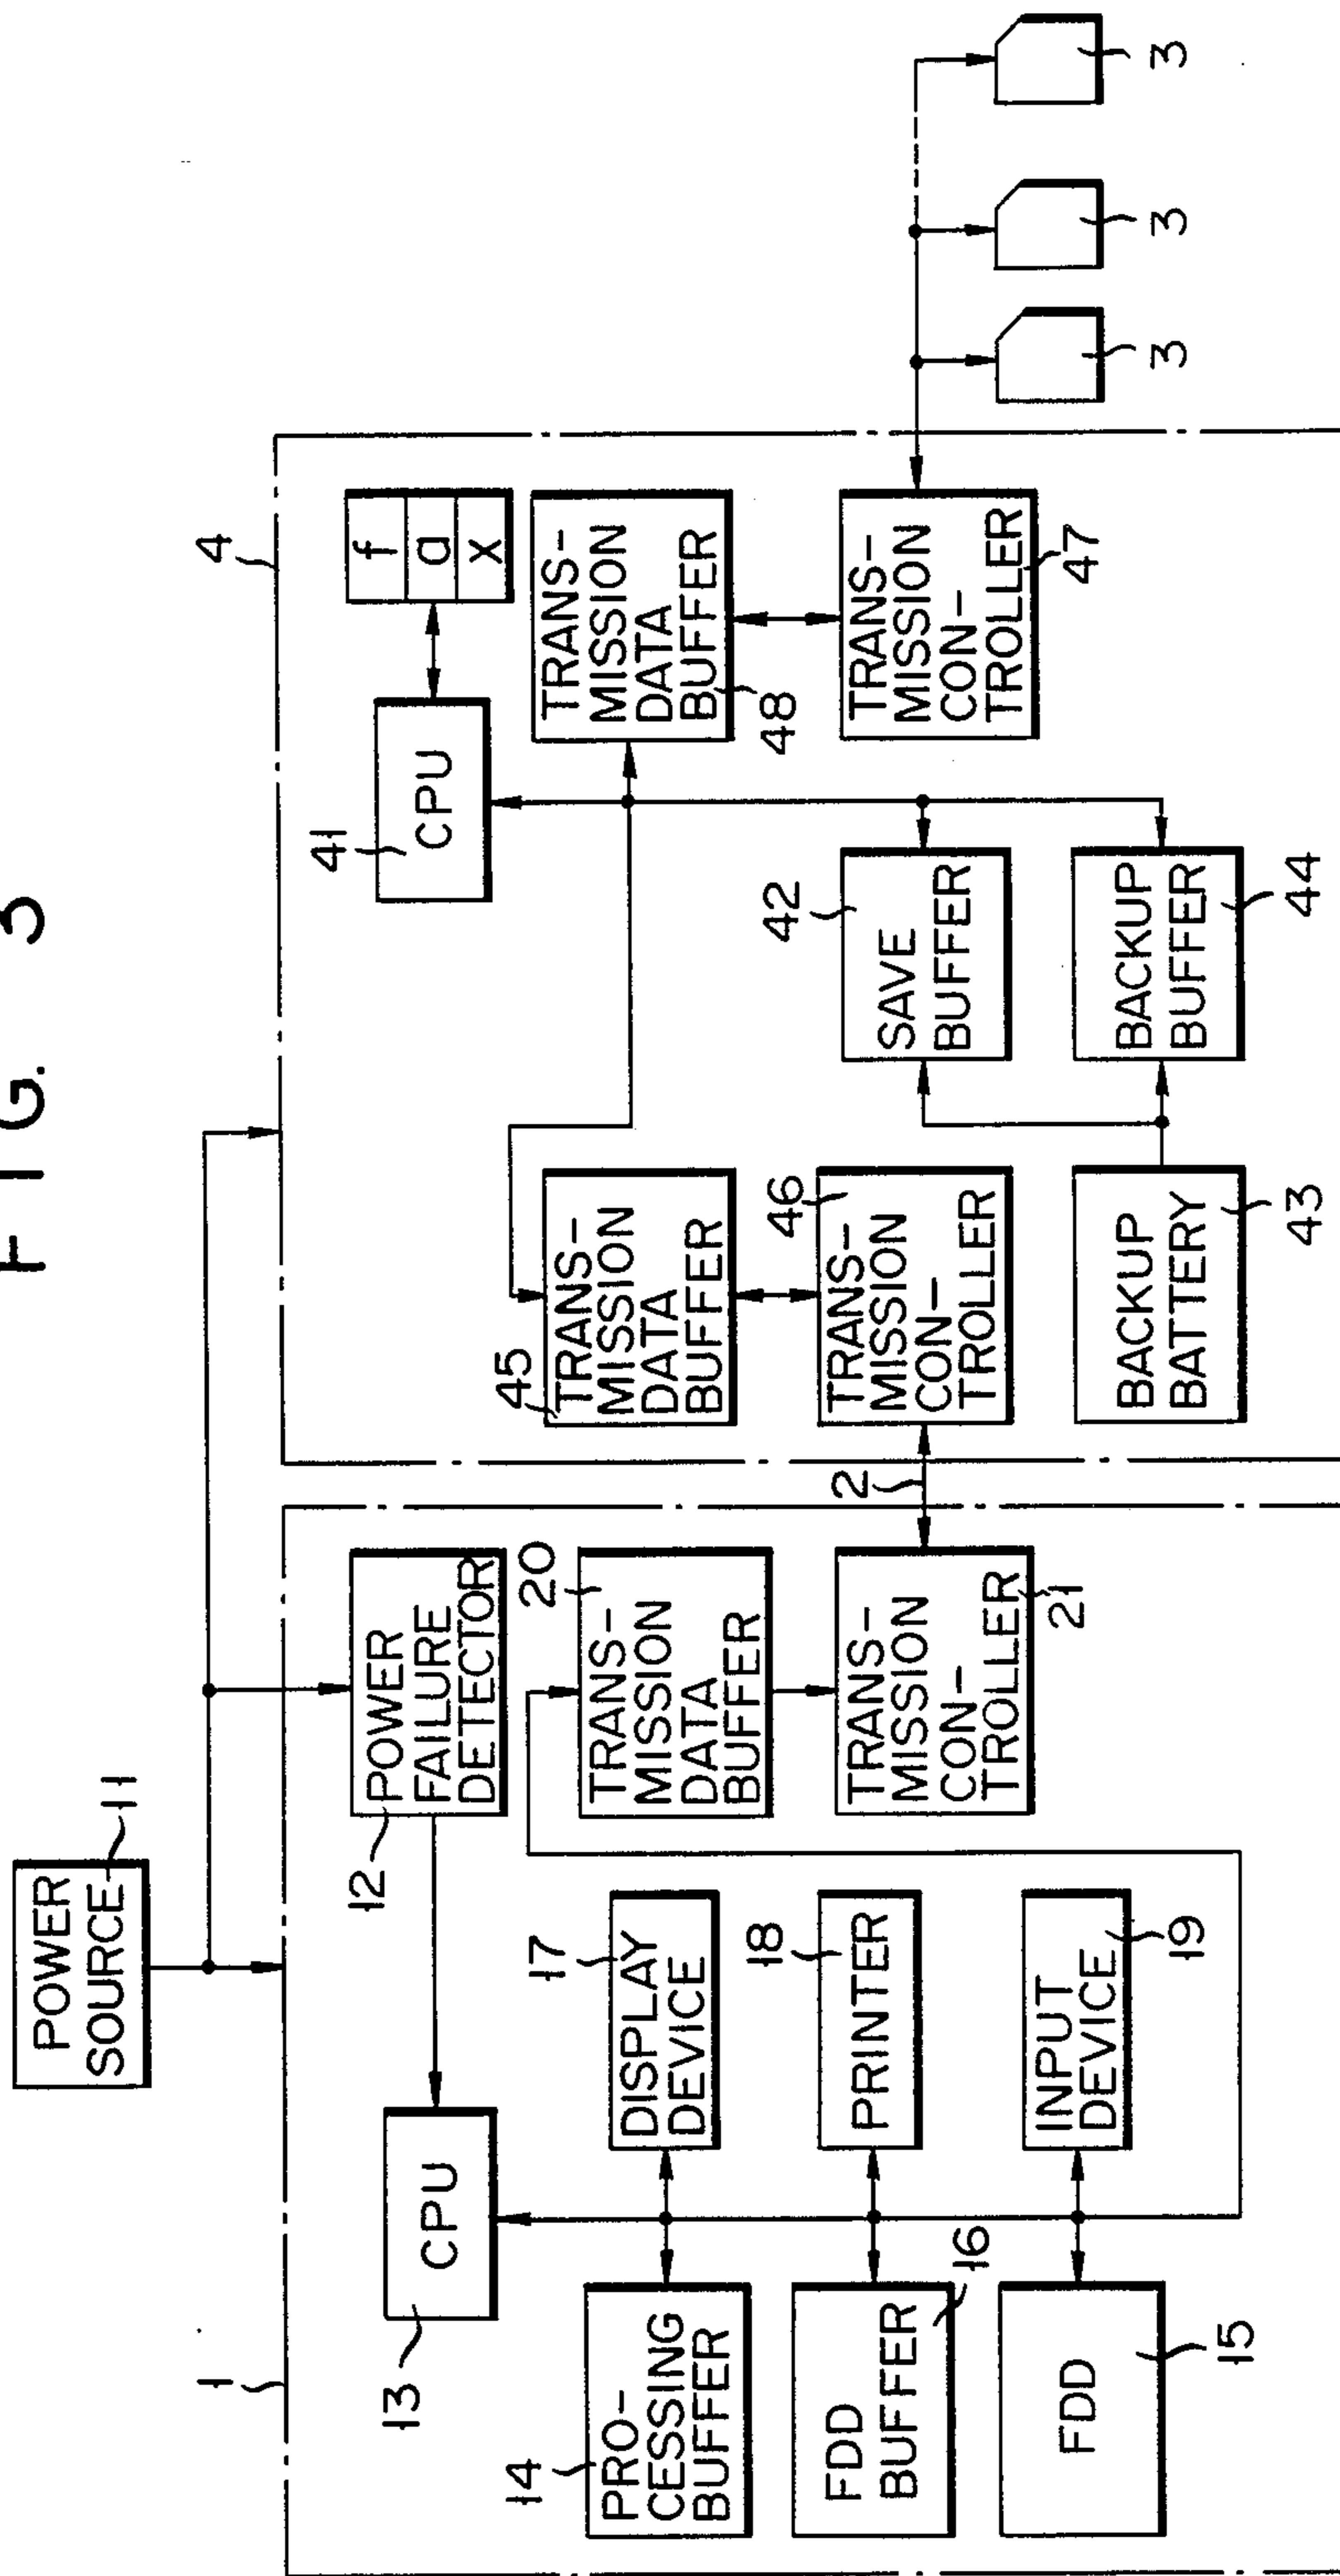 FIG. 3
POWER
SOURCE
11
1
4
12
POWER
FAILURE
DETECTOR
13
CPU
41
CPU
f
a
x
14
PRO-
CESSING
BUFFER
17
DISPLAY
DEVICE
20
TRANS-
MISSION
DATA
BUFFER
45
TRANS-
MISSION
DATA
BUFFER
TRANS-
MISSION
DATA
BUFFER
48
FDD
BUFFER
16
18
PRINTER
TRANS-
MISSION
CON-
TROLLER
21
2
46
TRANS-
MISSION
CON-
TROLLER
42
SAVE
BUFFER
TRANS-
MISSION
CON-
TROLLER
47
FDD
15
INPUT
DEVICE
19
BACKUP
BATTERY
43
BACKUP
BUFFER
44
3
3
3